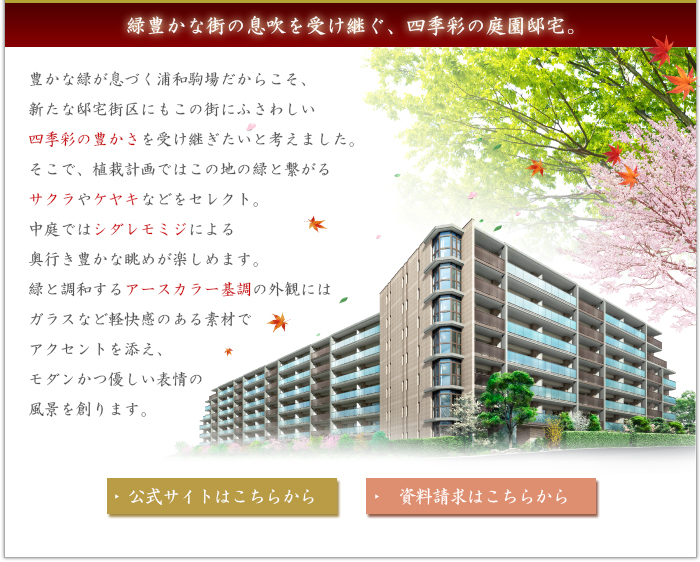 緑豊かな街の息吹を受け継ぐ、四季彩の庭園邸宅。
豊かな緑が息づく浦和駒場だからこそ、
新たな邸宅街区にもこの街にふさわしい
四季彩の豊かさを受け継ぎたいと考えました。
そこで、植栽計画ではこの地の緑と繋がる
サクラやケヤキなどをセレクト。
中庭ではシダレモミジによる
奥行き豊かな眺めが楽しめます。
緑と調和するアースカラー基調の外観には
ガラスなど軽快感のある素材で
アクセントを添え、
モダンかつ優しい表情の
風景を創ります。
公式サイトはこちらから
資料請求はこちらから